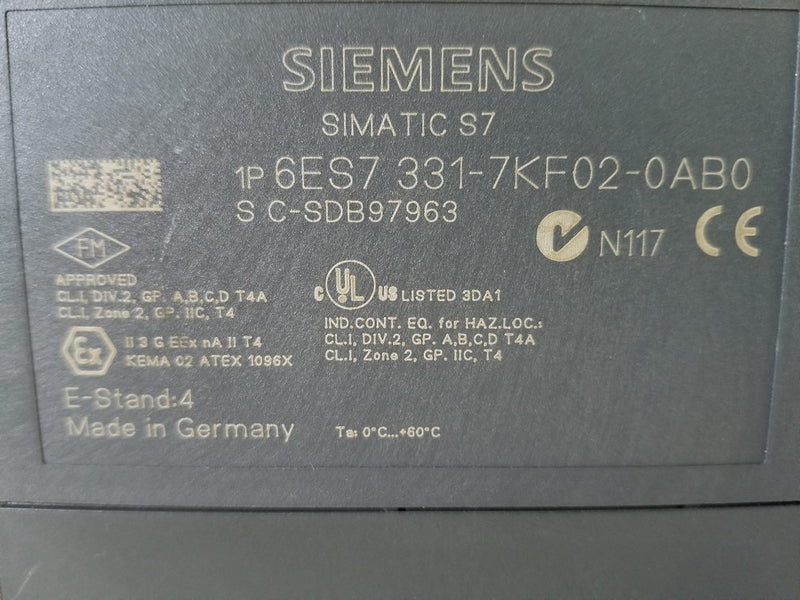 SIEMENS
SIMATIC S7
1P 6ES7 331-7KF02-0AB0
S C-SDB97963
N117 CE
FM
APPROVED
CL.I, DIV.2, GP. A,B,C,D T4A
CL.I, Zone 2, GP. IIC, T4
C UL US LISTED 3DA1
IND.CONT. EQ. for HAZ.LOC.:
CL.I, DIV.2, GP. A,B,C,D T4A
CL.I, Zone 2, GP. IIC, T4
Ex II 3 G EEx nA II T4
KEMA 02 ATEX 1096X
E-Stand:4
Made in Germany
Ta: 0°C...+60°C